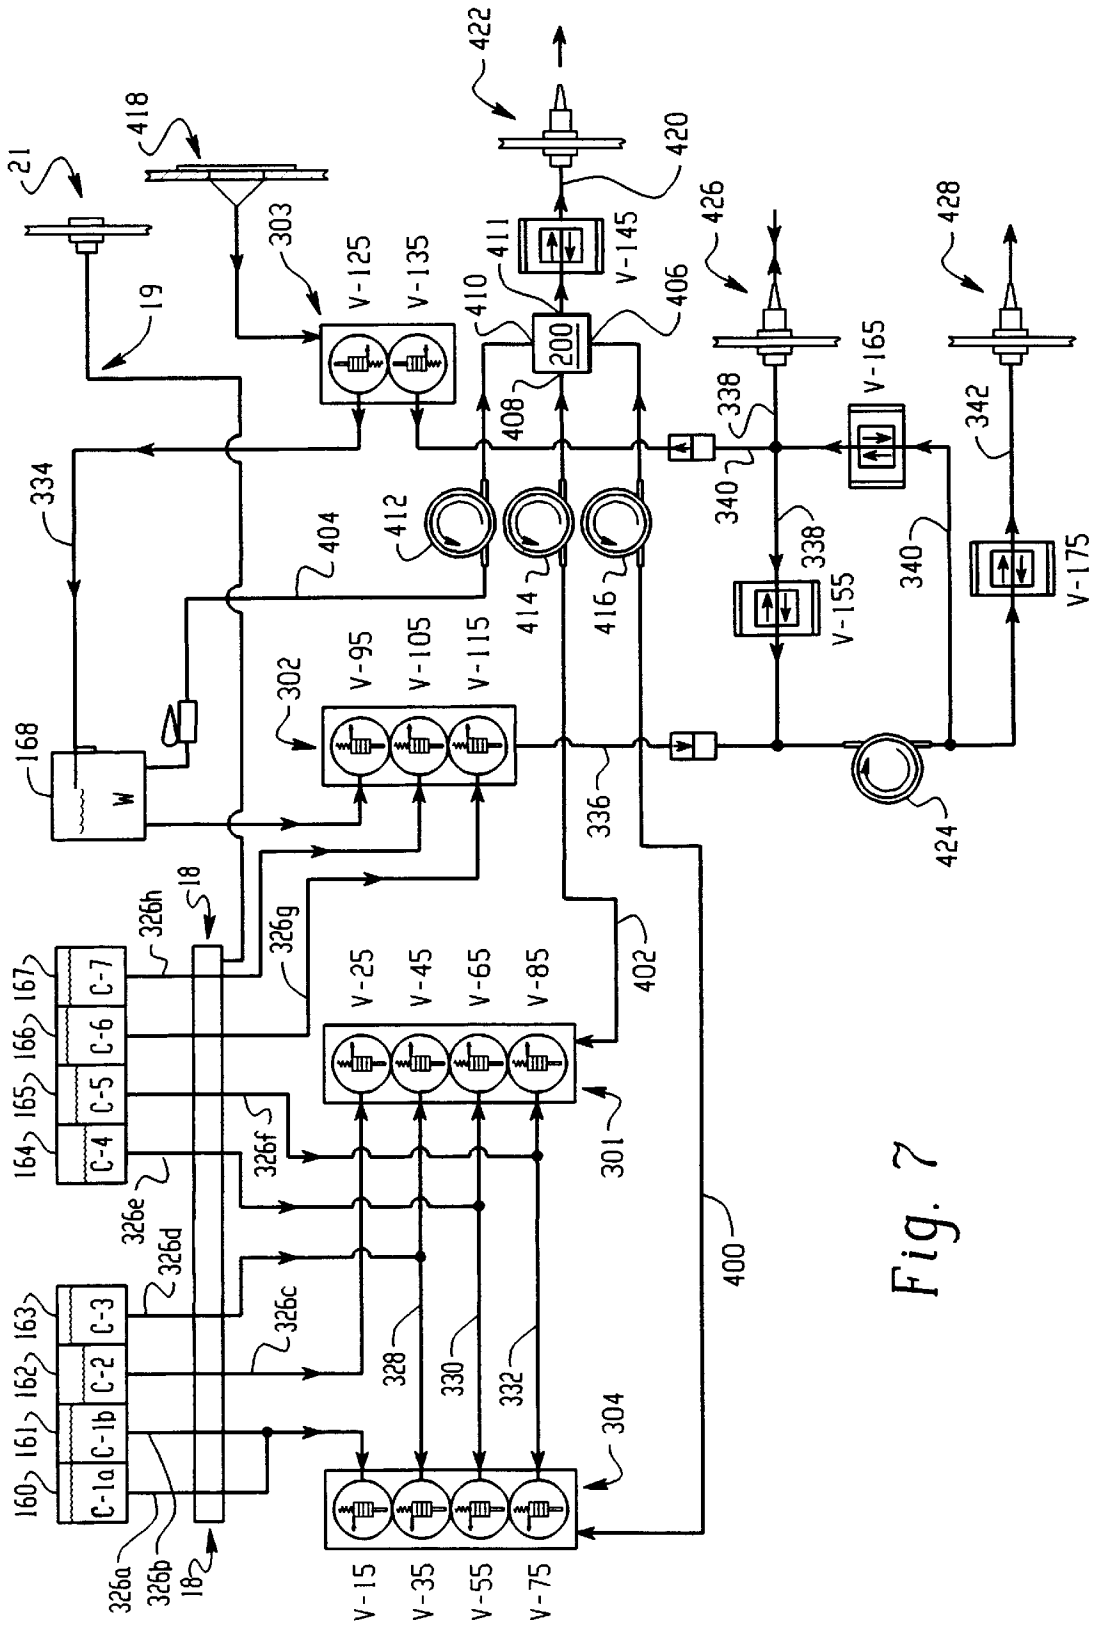 160 161 162 163 164 165 166 167 168 21
C-1a C-1b C-2 C-3 C-4 C-5 C-6 C-7 W
326a 326b 326d 326e 326h 418
18 18 19
334
326c 326f 326g 302 404 303
V-15 V-25 V-95 V-125
328 V-45 V-105 412 V-135
V-35
330 V-65 V-115 410 422
V-55 411
332 V-85 414 408 200
V-75
304 301 336 416 V-145
402 406 420
400 340 338 426
338
V-155 V-165
Fig. 7
424 340 342 428
V-175